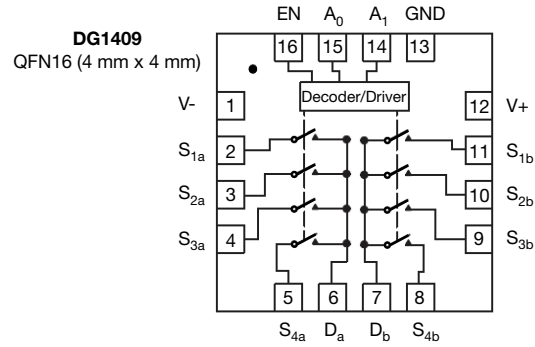 EN A0 A1 GND
DG1409
QFN16 (4 mm x 4 mm)
16 15 14 13
Decoder/Driver
V- 1 12 V+
S1a 2 11 S1b
S2a 3 10 S2b
S3a 4 9 S3b
5 6 7 8
S4a Da Db S4b